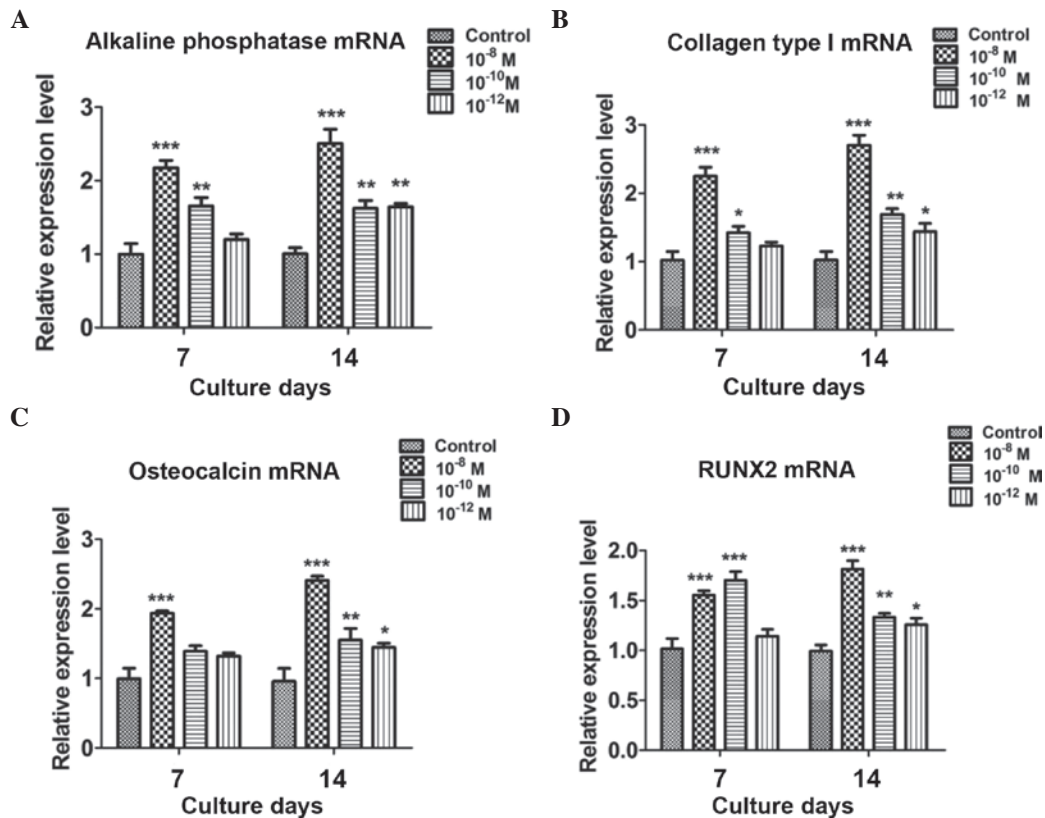 A
Alkaline phosphatase mRNA
Control
10⁻⁸ M
10⁻¹⁰M
10⁻¹²M
Relative expression level
3
2
1
0
***
**
***
**
**
7
14
Culture days
B
Collagen type I mRNA
Control
10⁻⁸ M
10⁻¹⁰ M
10⁻¹² M
Relative expression level
3
2
1
0
***
*
***
**
*
7
14
Culture days
C
Osteocalcin mRNA
Control
10⁻⁸ M
10⁻¹⁰ M
10⁻¹² M
Relative expression level
3
2
1
0
***
***
**
*
7
14
Culture days
D
RUNX2 mRNA
Control
10⁻⁸ M
10⁻¹⁰ M
10⁻¹² M
Relative expression level
2.0
1.5
1.0
0.5
0.0
***
***
***
**
*
7
14
Culture days